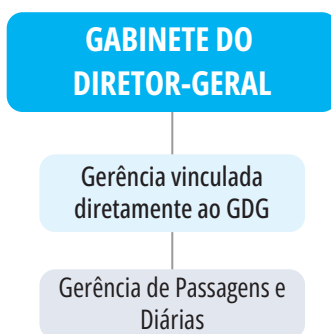 GABINETE DO
DIRETOR-GERAL
Gerência vinculada
diretamente ao GDG
Gerência de Passagens e
Diárias